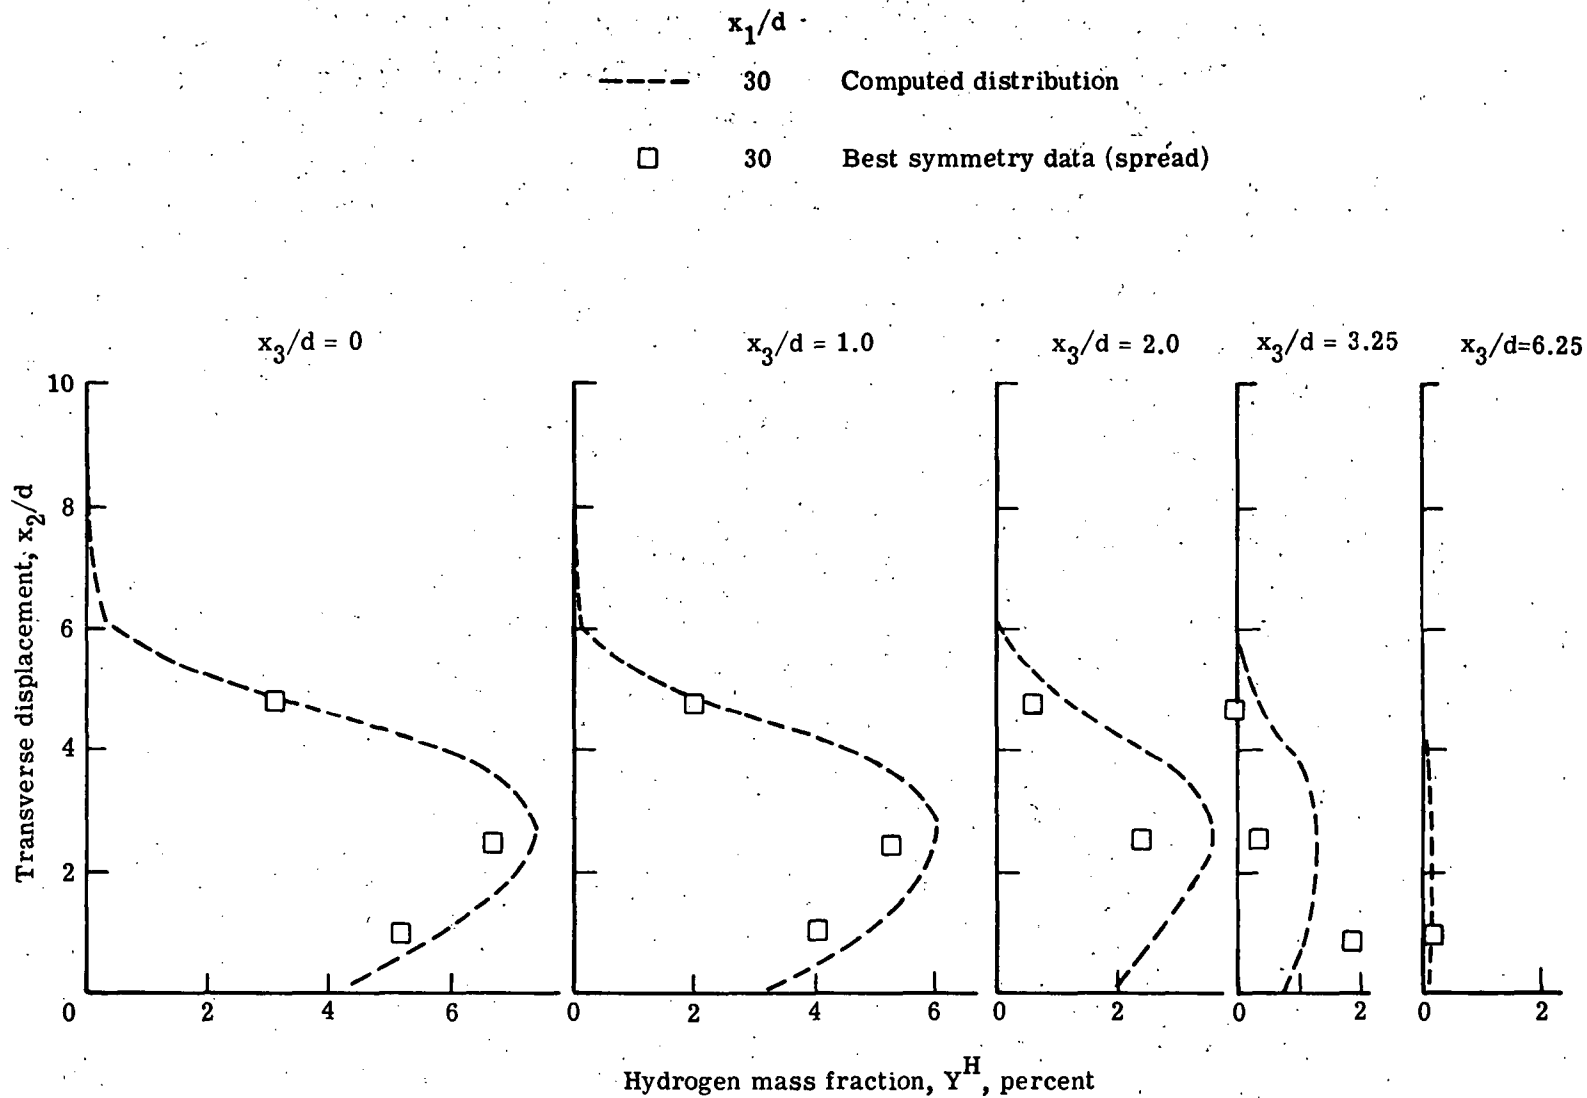 x₁/d
30 Computed distribution
30 Best symmetry data (spread)
x₃/d = 0
x₃/d = 1.0
x₃/d = 2.0
x₃/d = 3.25
x₃/d=6.25
Transverse displacement, x₂/d
10
8
6
4
2
0
2
4
6
0
2
4
6
0
2
0
2
0
2
Hydrogen mass fraction, Yᴴ, percent